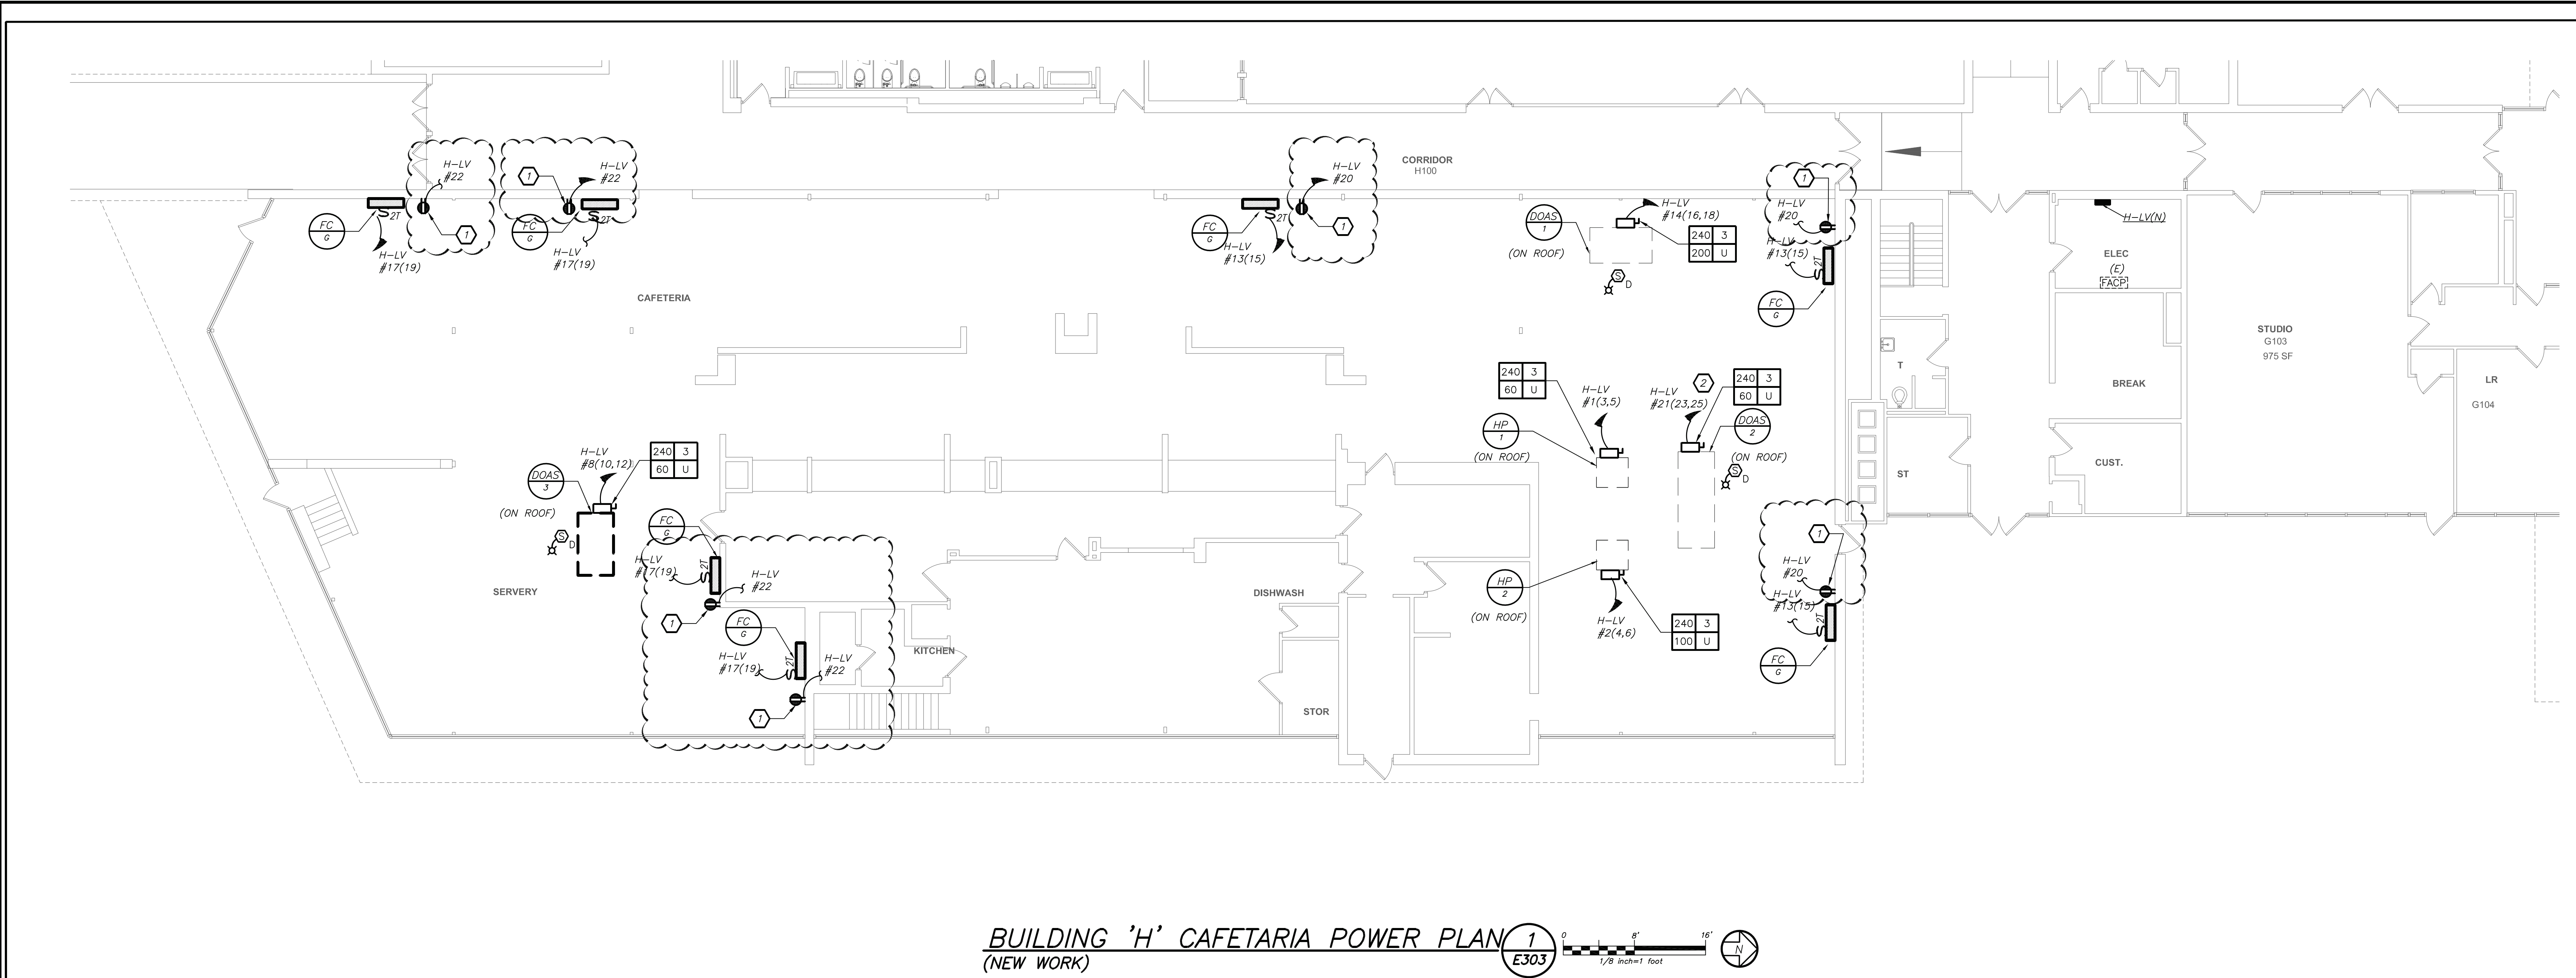 H-LV
#22
1
FC
G
2T
H-LV
#17(19)
1
H-LV
#22
FC
G
2T
H-LV
#17(19)
H-LV
#20
1
FC
G
2T
H-LV
#13(15)
CORRIDOR
H100
DOAS
1
(ON ROOF)
H-LV
#14(16,18)
240 3
200 U
S
D
1
H-LV
#20
H-LV
#13(15)
2T
FC
G
H-LV(N)
ELEC
(E)
FACP
CAFETERIA
STUDIO
G103
975 SF
T
BREAK
LR
G104
240 3
60 U
H-LV
#1(3,5)
HP
1
(ON ROOF)
H-LV
#21(23,25)
2
240 3
60 U
DOAS
2
(ON ROOF)
S
D
ST
CUST.
H-LV
#8(10,12)
240 3
60 U
DOAS
3
(ON ROOF)
S
D
SERVERY
FC
G
H-LV
#17(19)
2T
H-LV
#22
1
FC
G
H-LV
#17(19)
2T
H-LV
#22
1
KITCHEN
DISHWASH
STOR
HP
2
(ON ROOF)
H-LV
#2(4,6)
240 3
100 U
1
H-LV
#20
H-LV
#13(15)
2T
FC
G
BUILDING 'H' CAFETARIA POWER PLAN
(NEW WORK)
1
E303
0 8' 16'
1/8 inch=1 foot
N